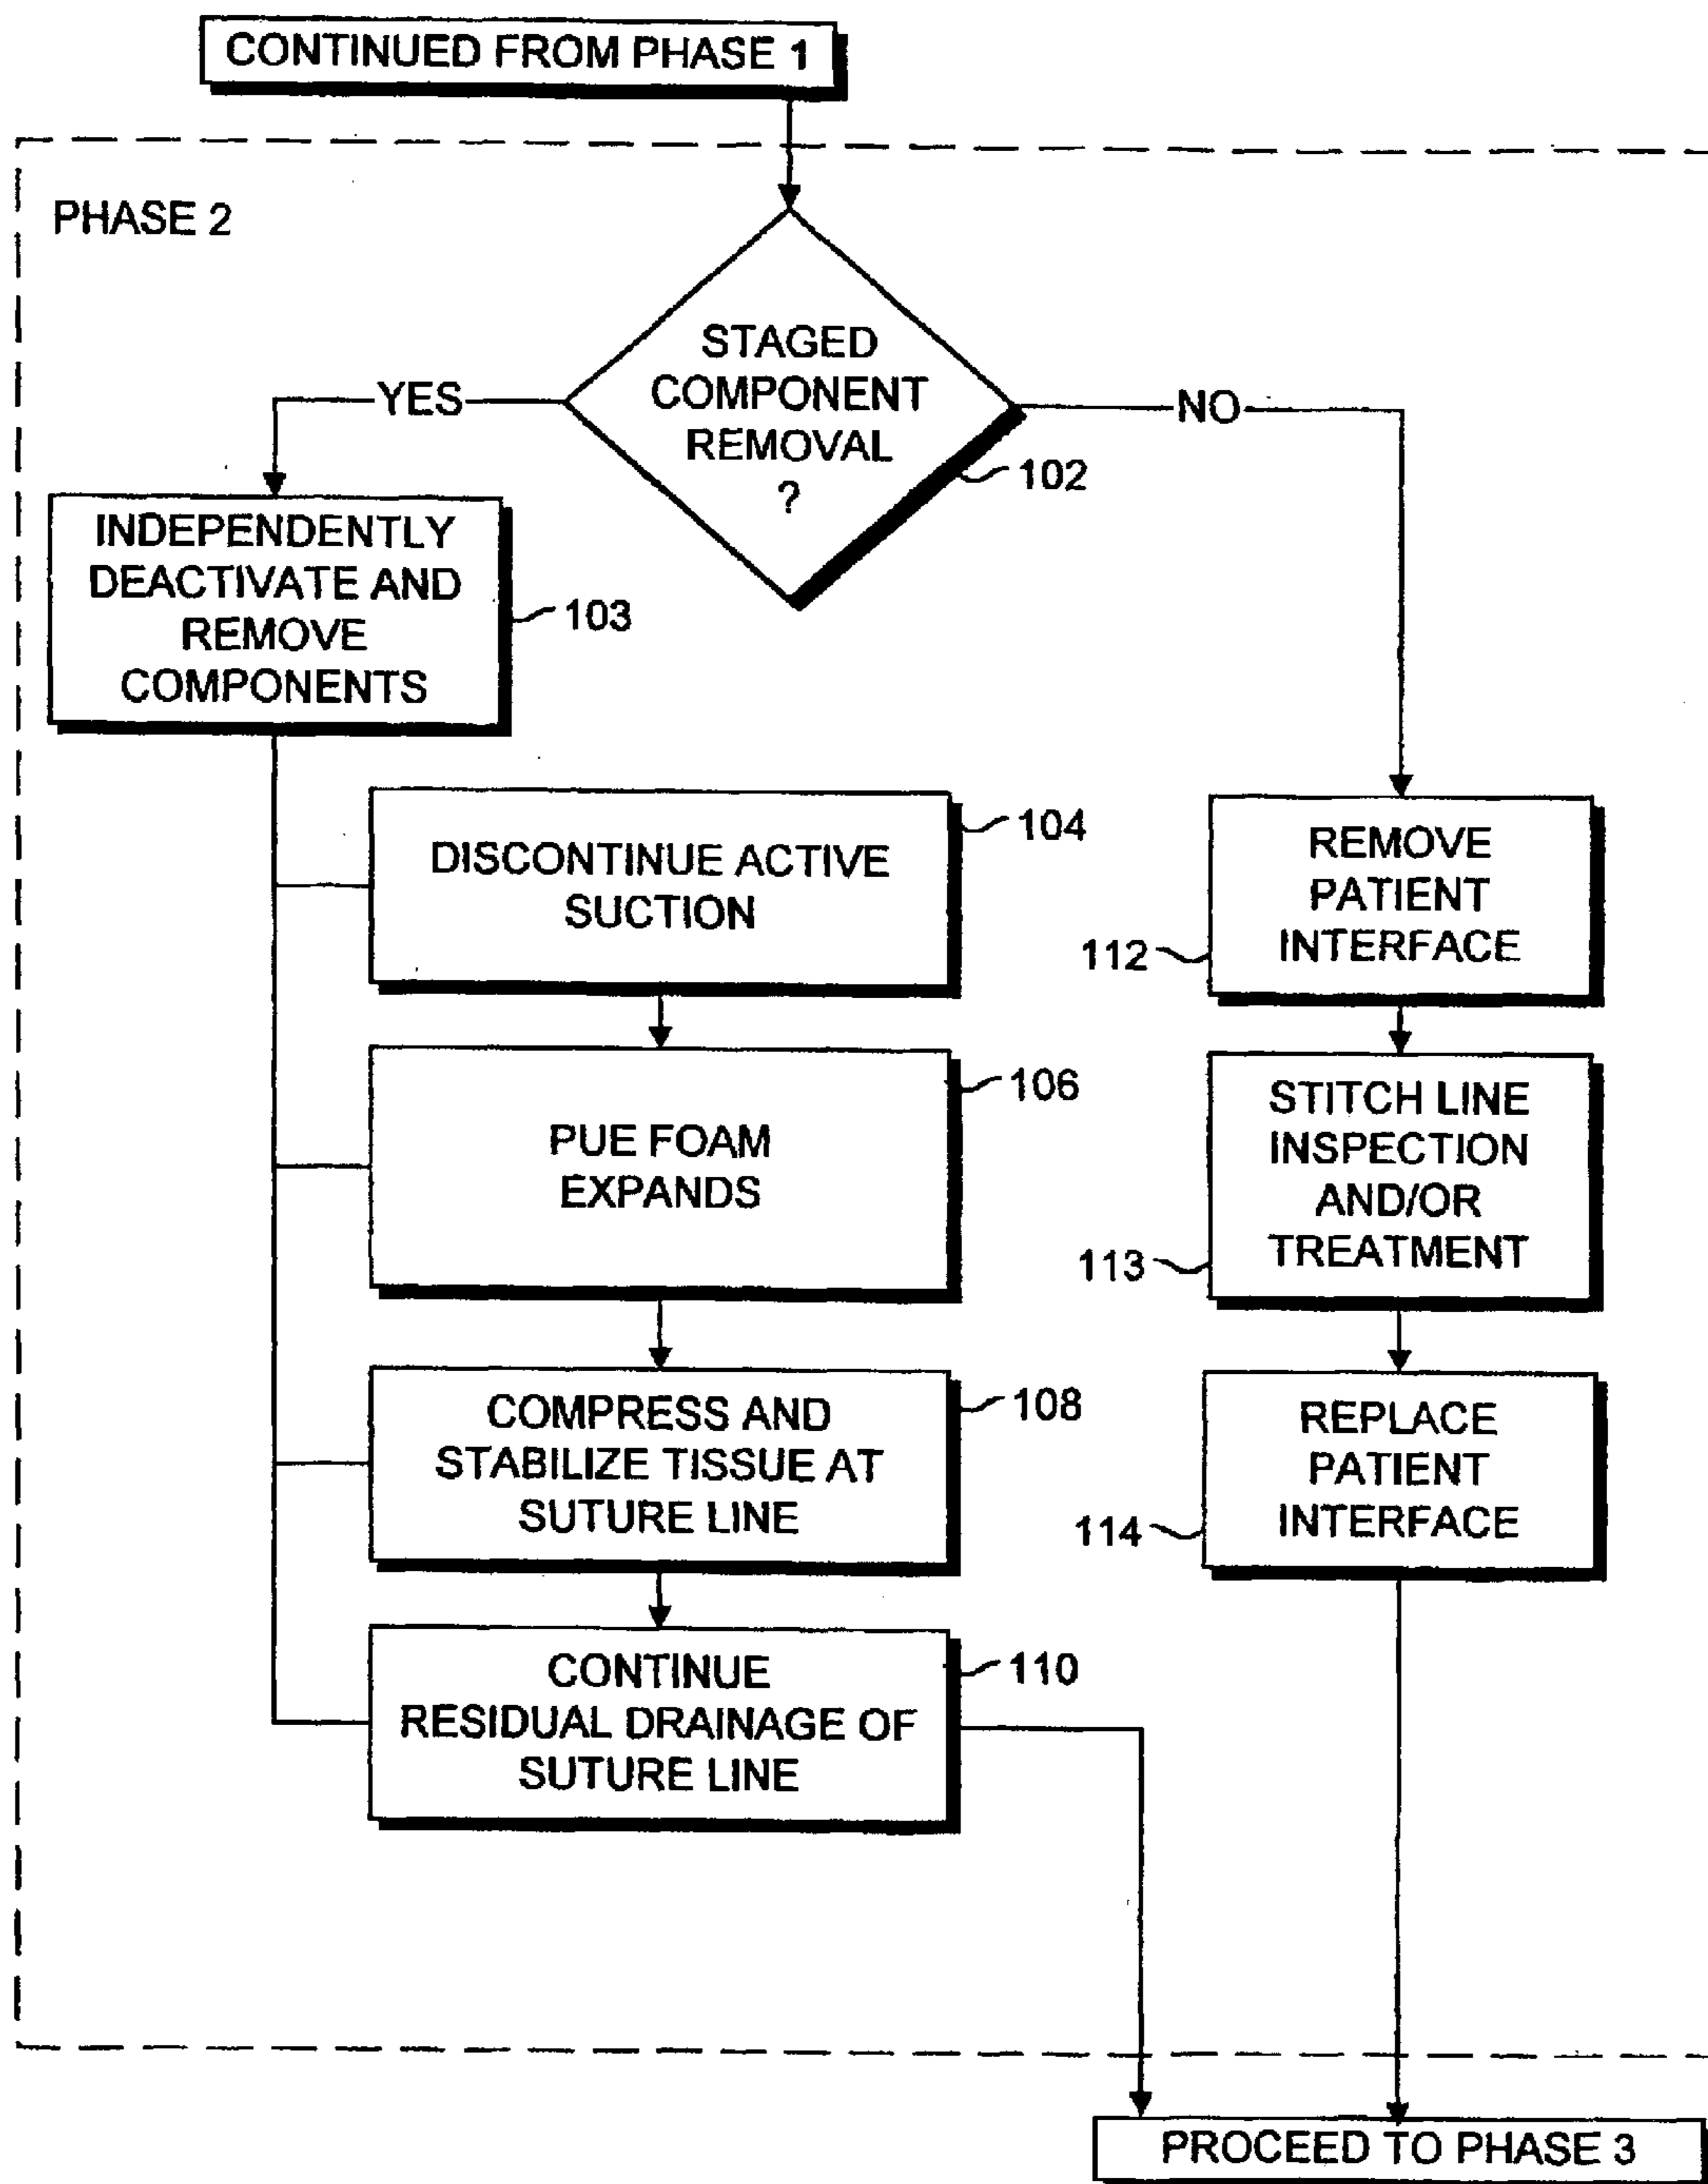 CONTINUED FROM PHASE 1
PHASE 2
STAGED
COMPONENT
REMOVAL
?
102
YES
NO
INDEPENDENTLY
DEACTIVATE AND
REMOVE
COMPONENTS
103
DISCONTINUE ACTIVE
SUCTION
104
PUE FOAM
EXPANDS
106
COMPRESS AND
STABILIZE TISSUE AT
SUTURE LINE
108
CONTINUE
RESIDUAL DRAINAGE OF
SUTURE LINE
110
REMOVE
PATIENT
INTERFACE
112
STITCH LINE
INSPECTION
AND/OR
TREATMENT
113
REPLACE
PATIENT
INTERFACE
114
PROCEED TO PHASE 3